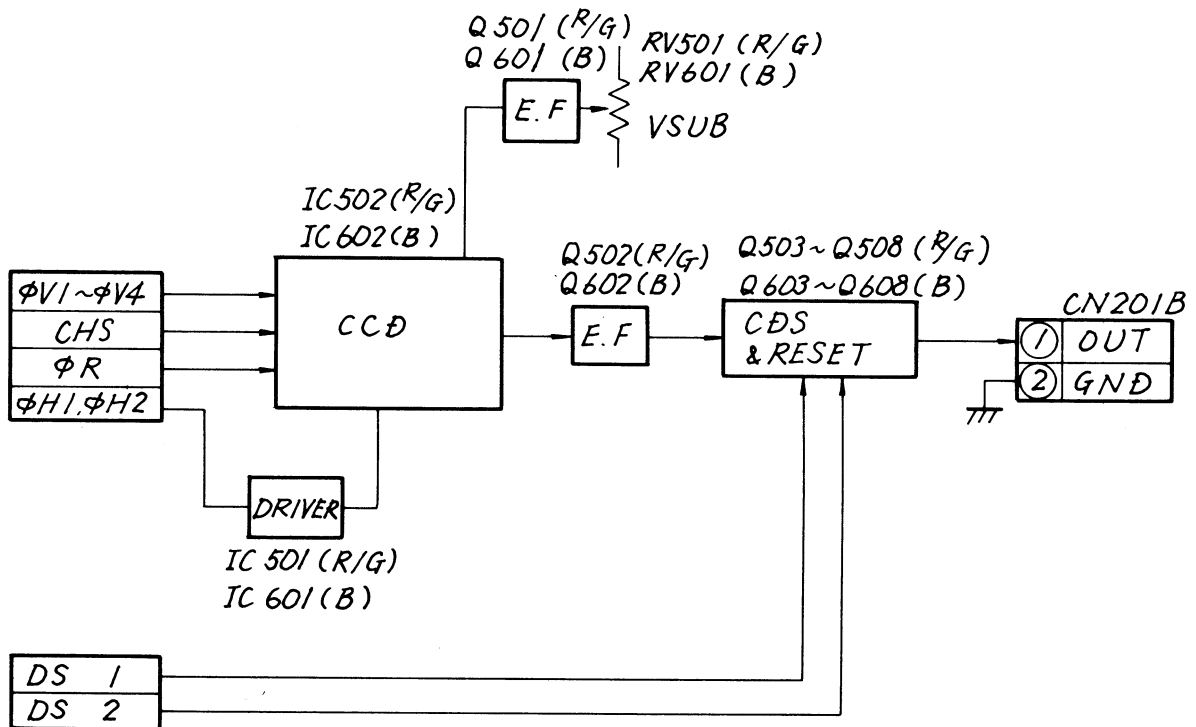 Q501 (R/G)
Q601 (B)
RV501 (R/G)
RV601 (B)
E.F
VSUB
IC502 (R/G)
IC602 (B)
Q502 (R/G)
Q602 (B)
Q503~Q508 (R/G)
Q603~Q608 (B)
CN201B
ΦV1~ΦV4
CHS
ΦR
ΦH1.ΦH2
CCD
E.F
CDS
& RESET
1 OUT
2 GND
DRIVER
IC501 (R/G)
IC601 (B)
DS 1
DS 2